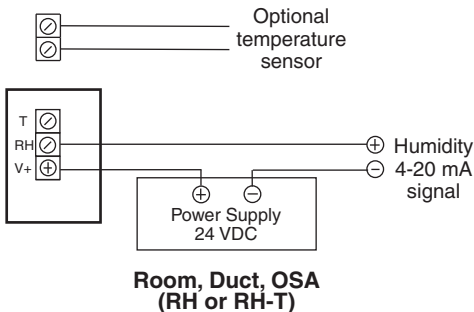 Optional
temperature
sensor
T
RH
V+
+ Humidity
− 4-20 mA
signal
+ −
Power Supply
24 VDC
Room, Duct, OSA
(RH or RH-T)